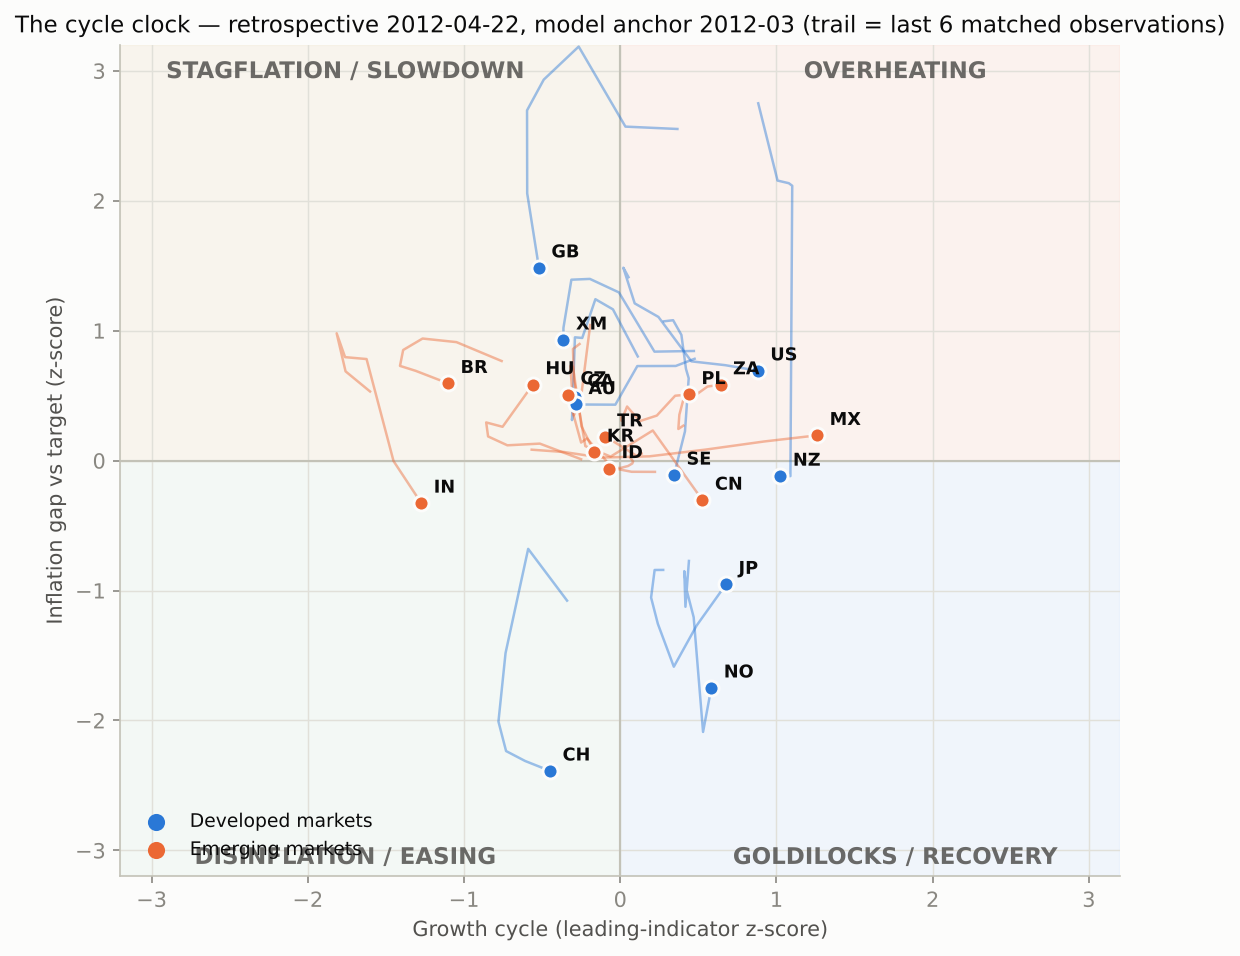 The cycle clock — retrospective 2012-04-22, model anchor 2012-03 (trail = last 6 matched observations)
STAGFLATION / SLOWDOWN
OVERHEATING
GB
XM
US
BR
HU
ZA
CZ
CA
PL
AU
MX
TR
KR
ID
SE
NZ
IN
CN
JP
NO
CH
Developed markets
Emerging markets
DISINFLATION / EASING
GOLDILOCKS / RECOVERY
3
2
1
0
−1
−2
−3
−3
−2
−1
0
1
2
3
Inflation gap vs target (z-score)
Growth cycle (leading-indicator z-score)